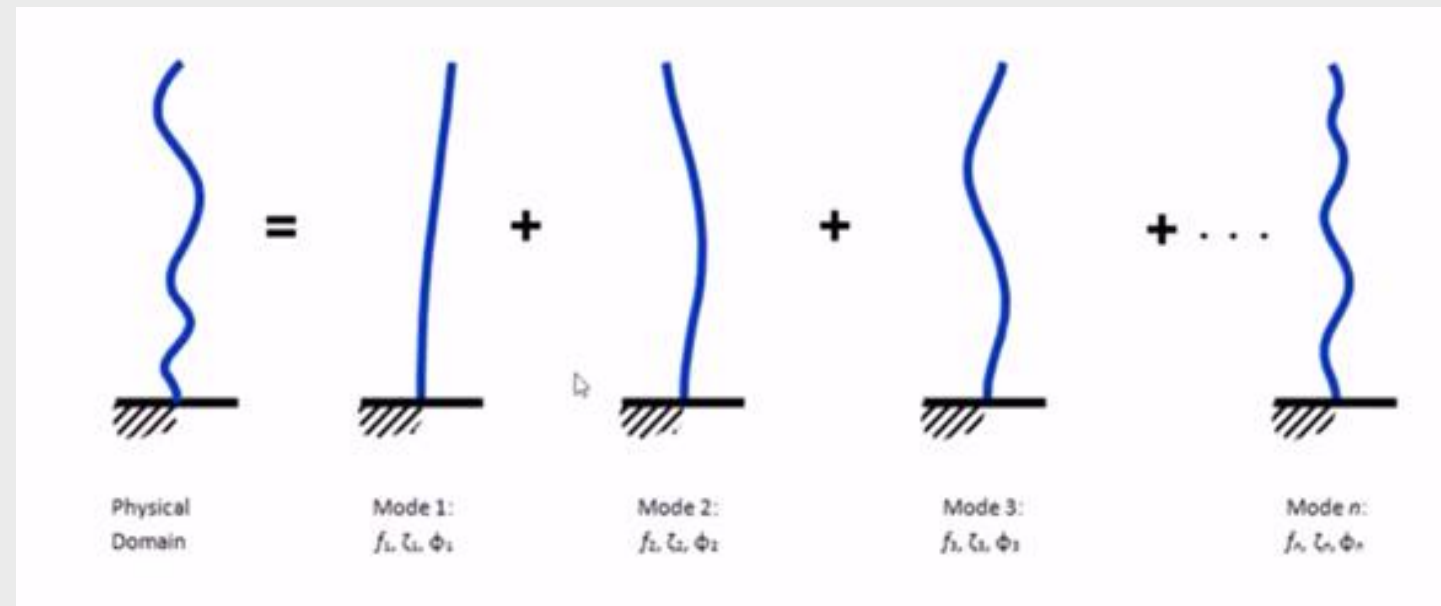 = + + + . . .
Physical
Domain
Mode 1:
f₁, ζ₁, ϕ₁
Mode 2:
f₂, ζ₂, ϕ₂
Mode 3:
f₃, ζ₃, ϕ₃
Mode n:
fₙ, ζₙ, ϕₙ